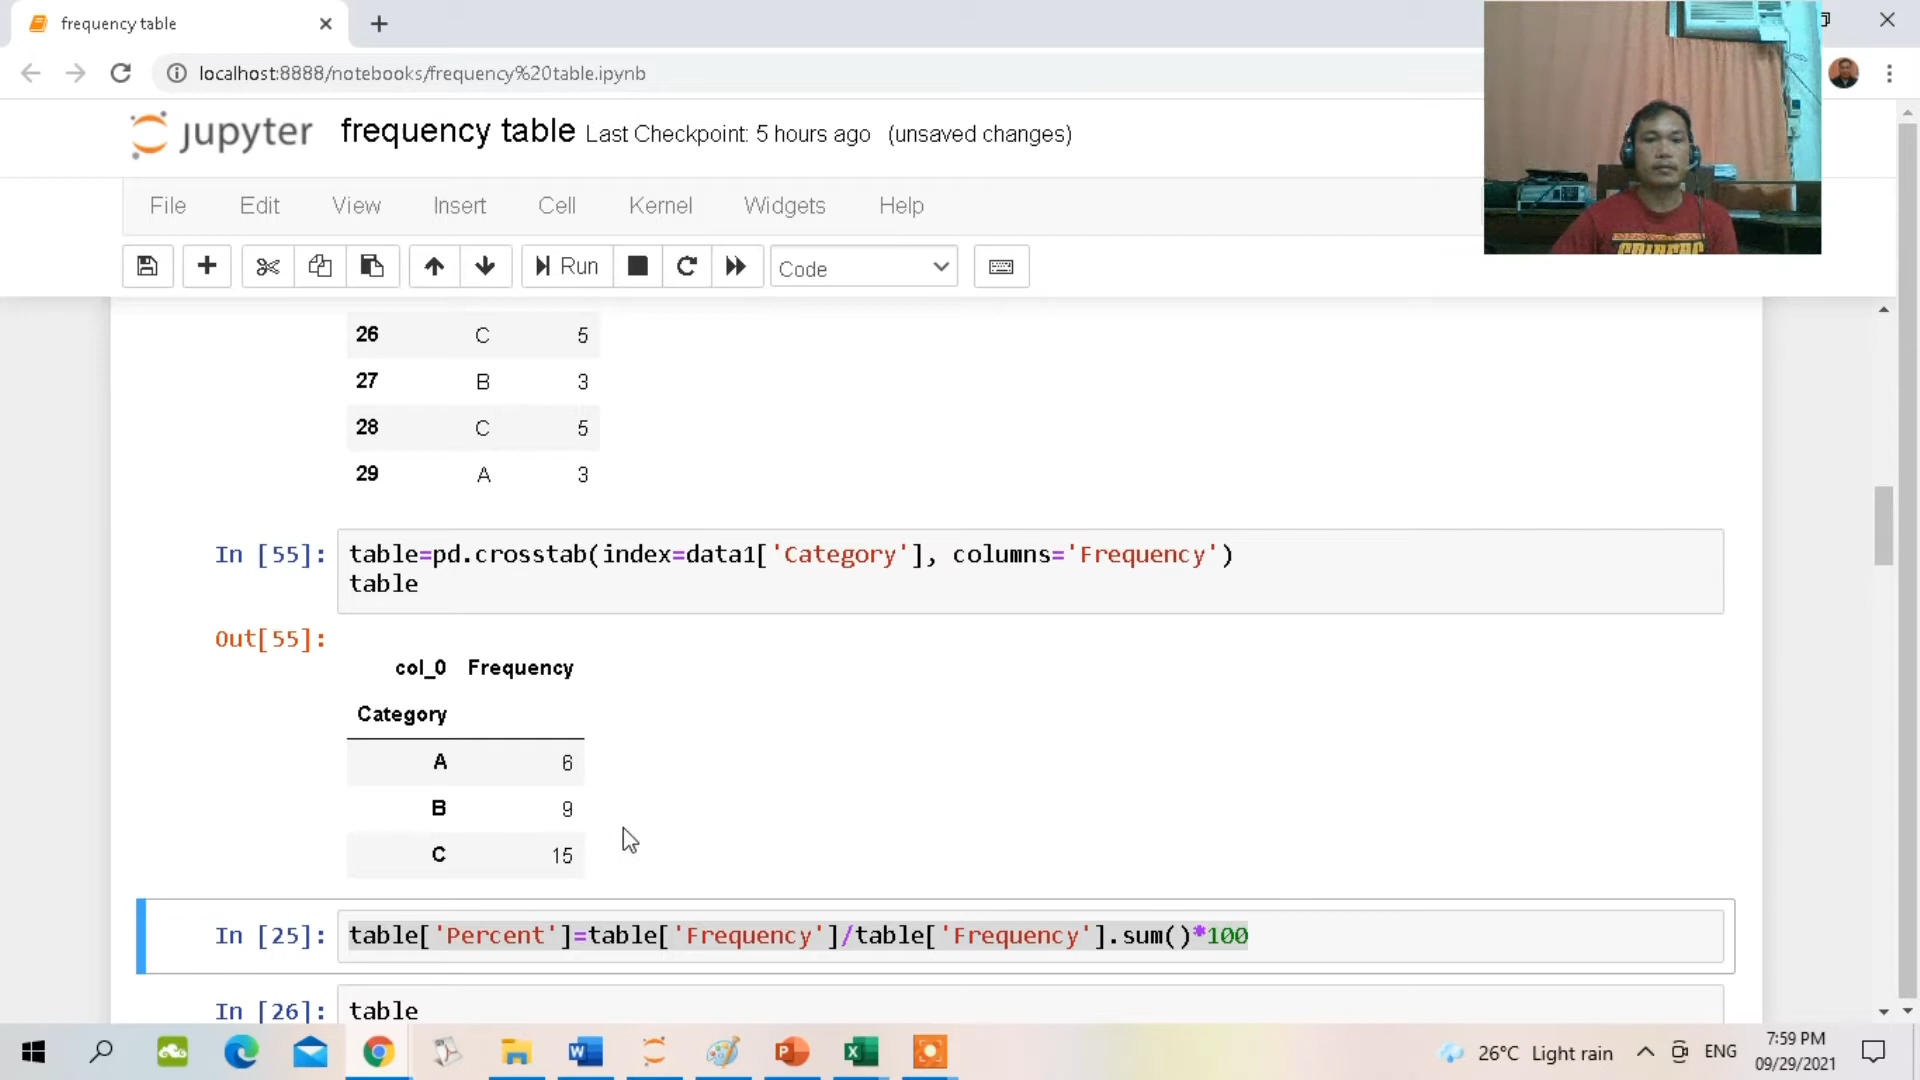 frequency table
localhost:8888/notebooks/frequency%20table.ipynb
jupyter frequency table Last Checkpoint: 5 hours ago (unsaved changes)
File Edit View Insert Cell Kernel Widgets Help
Run Code
26 C 5
27 B 3
28 C 5
29 A 3
In [55]: table=pd.crosstab(index=data1['Category'], columns='Frequency')
table
Out[55]:
col_0 Frequency
Category
A 6
B 9
C 15
In [25]: table['Percent']=table['Frequency']/table['Frequency'].sum()*100
In [26]: table
26°C Light rain ENG
7:59 PM
09/29/2021